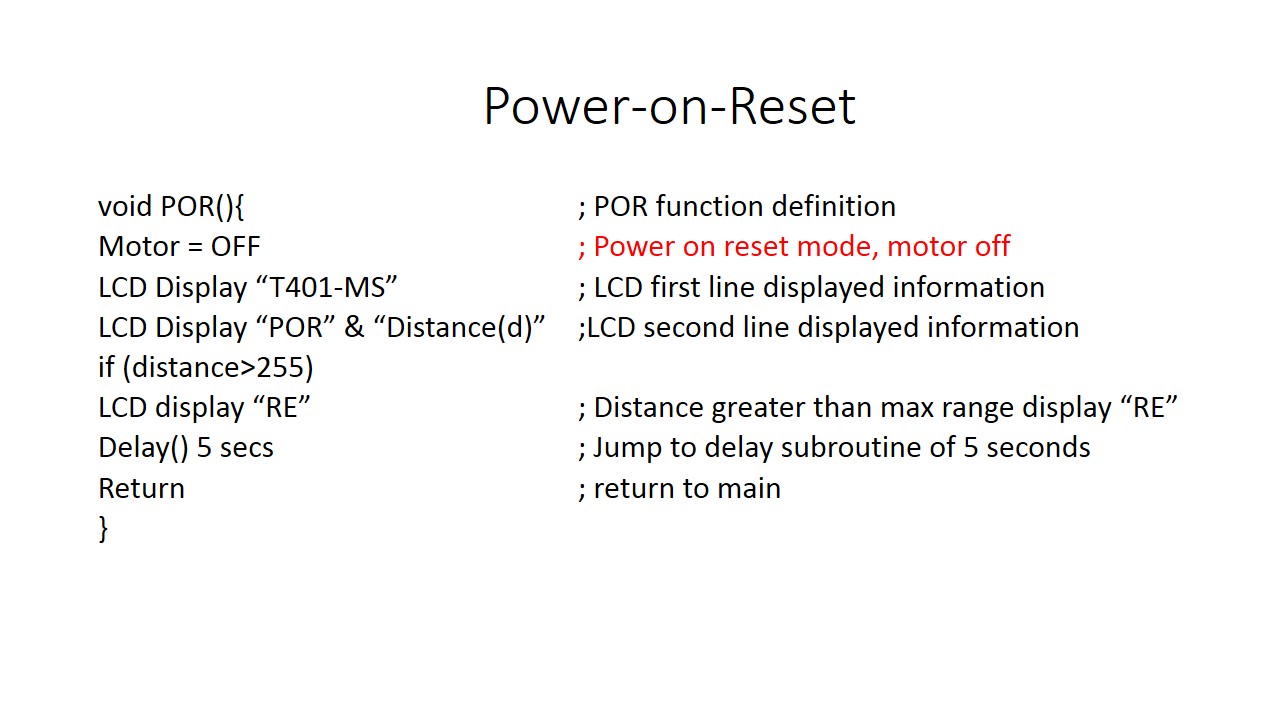 Power-on-Reset
void POR(){ ; POR function definition
Motor = OFF ; Power on reset mode, motor off
LCD Display “T401-MS” ; LCD first line displayed information
LCD Display “POR” & “Distance(d)” ;LCD second line displayed information
if (distance>255)
LCD display “RE” ; Distance greater than max range display “RE”
Delay() 5 secs ; Jump to delay subroutine of 5 seconds
Return ; return to main
}